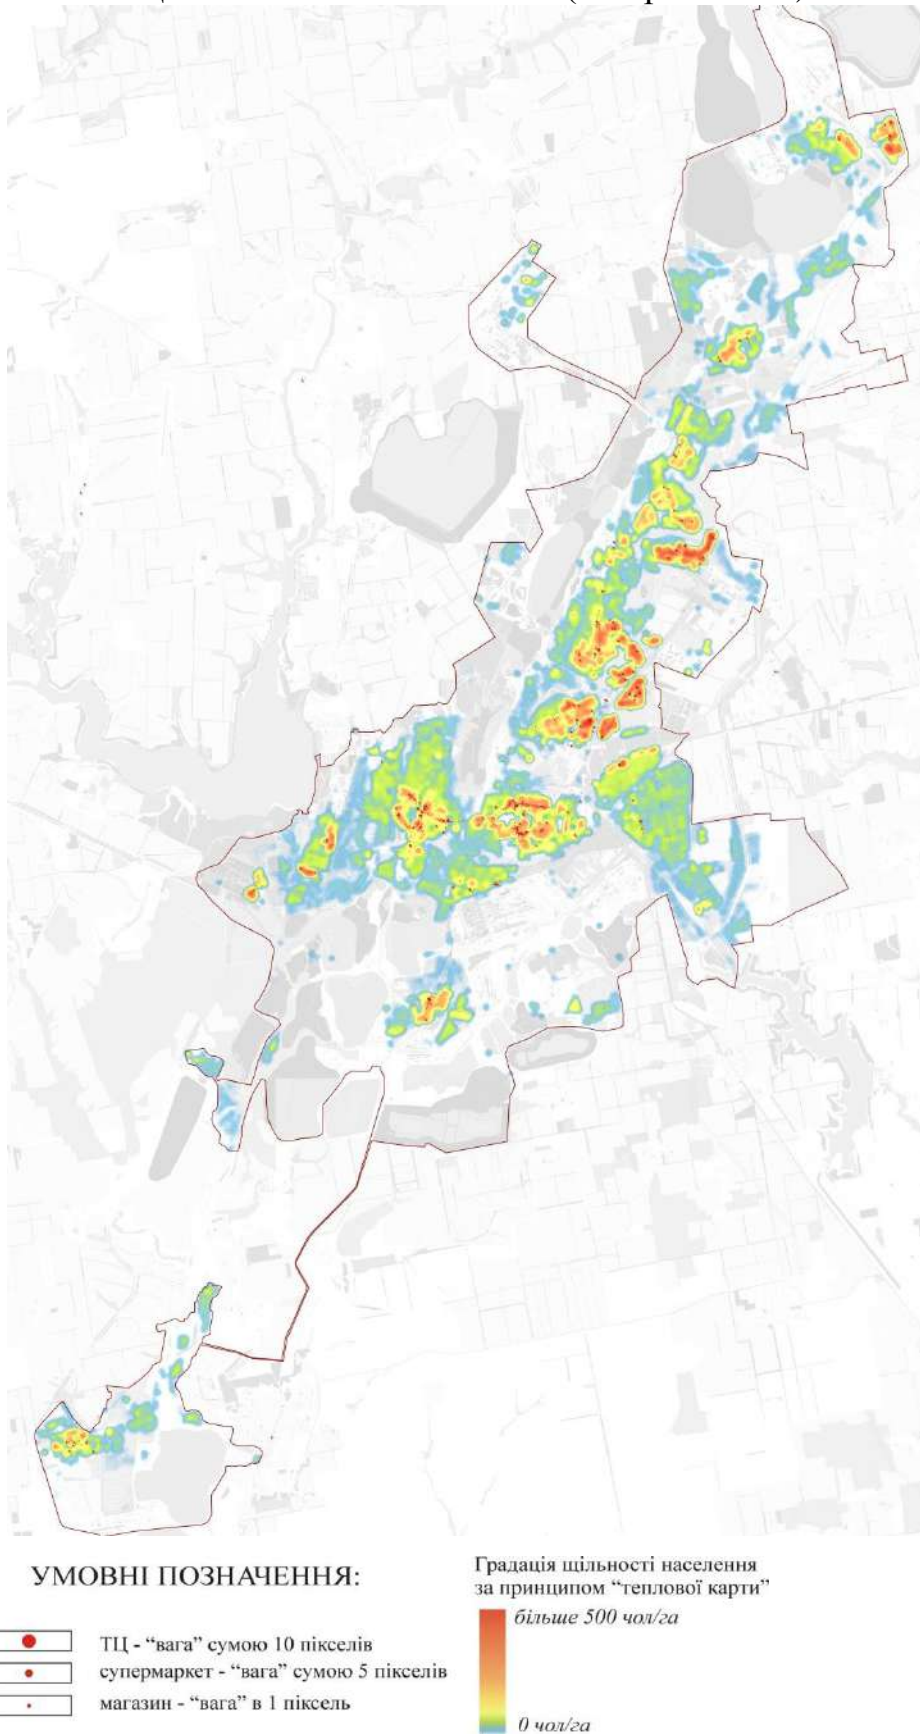 УМОВНІ ПОЗНАЧЕННЯ:
ТЦ - “вага” сумою 10 пікселів
супермаркет - “вага” сумою 5 пікселів
магазин - “вага” в 1 піксель
Градація щільності населення
за принципом “теплової карти”
більше 500 чол/га
0 чол/га